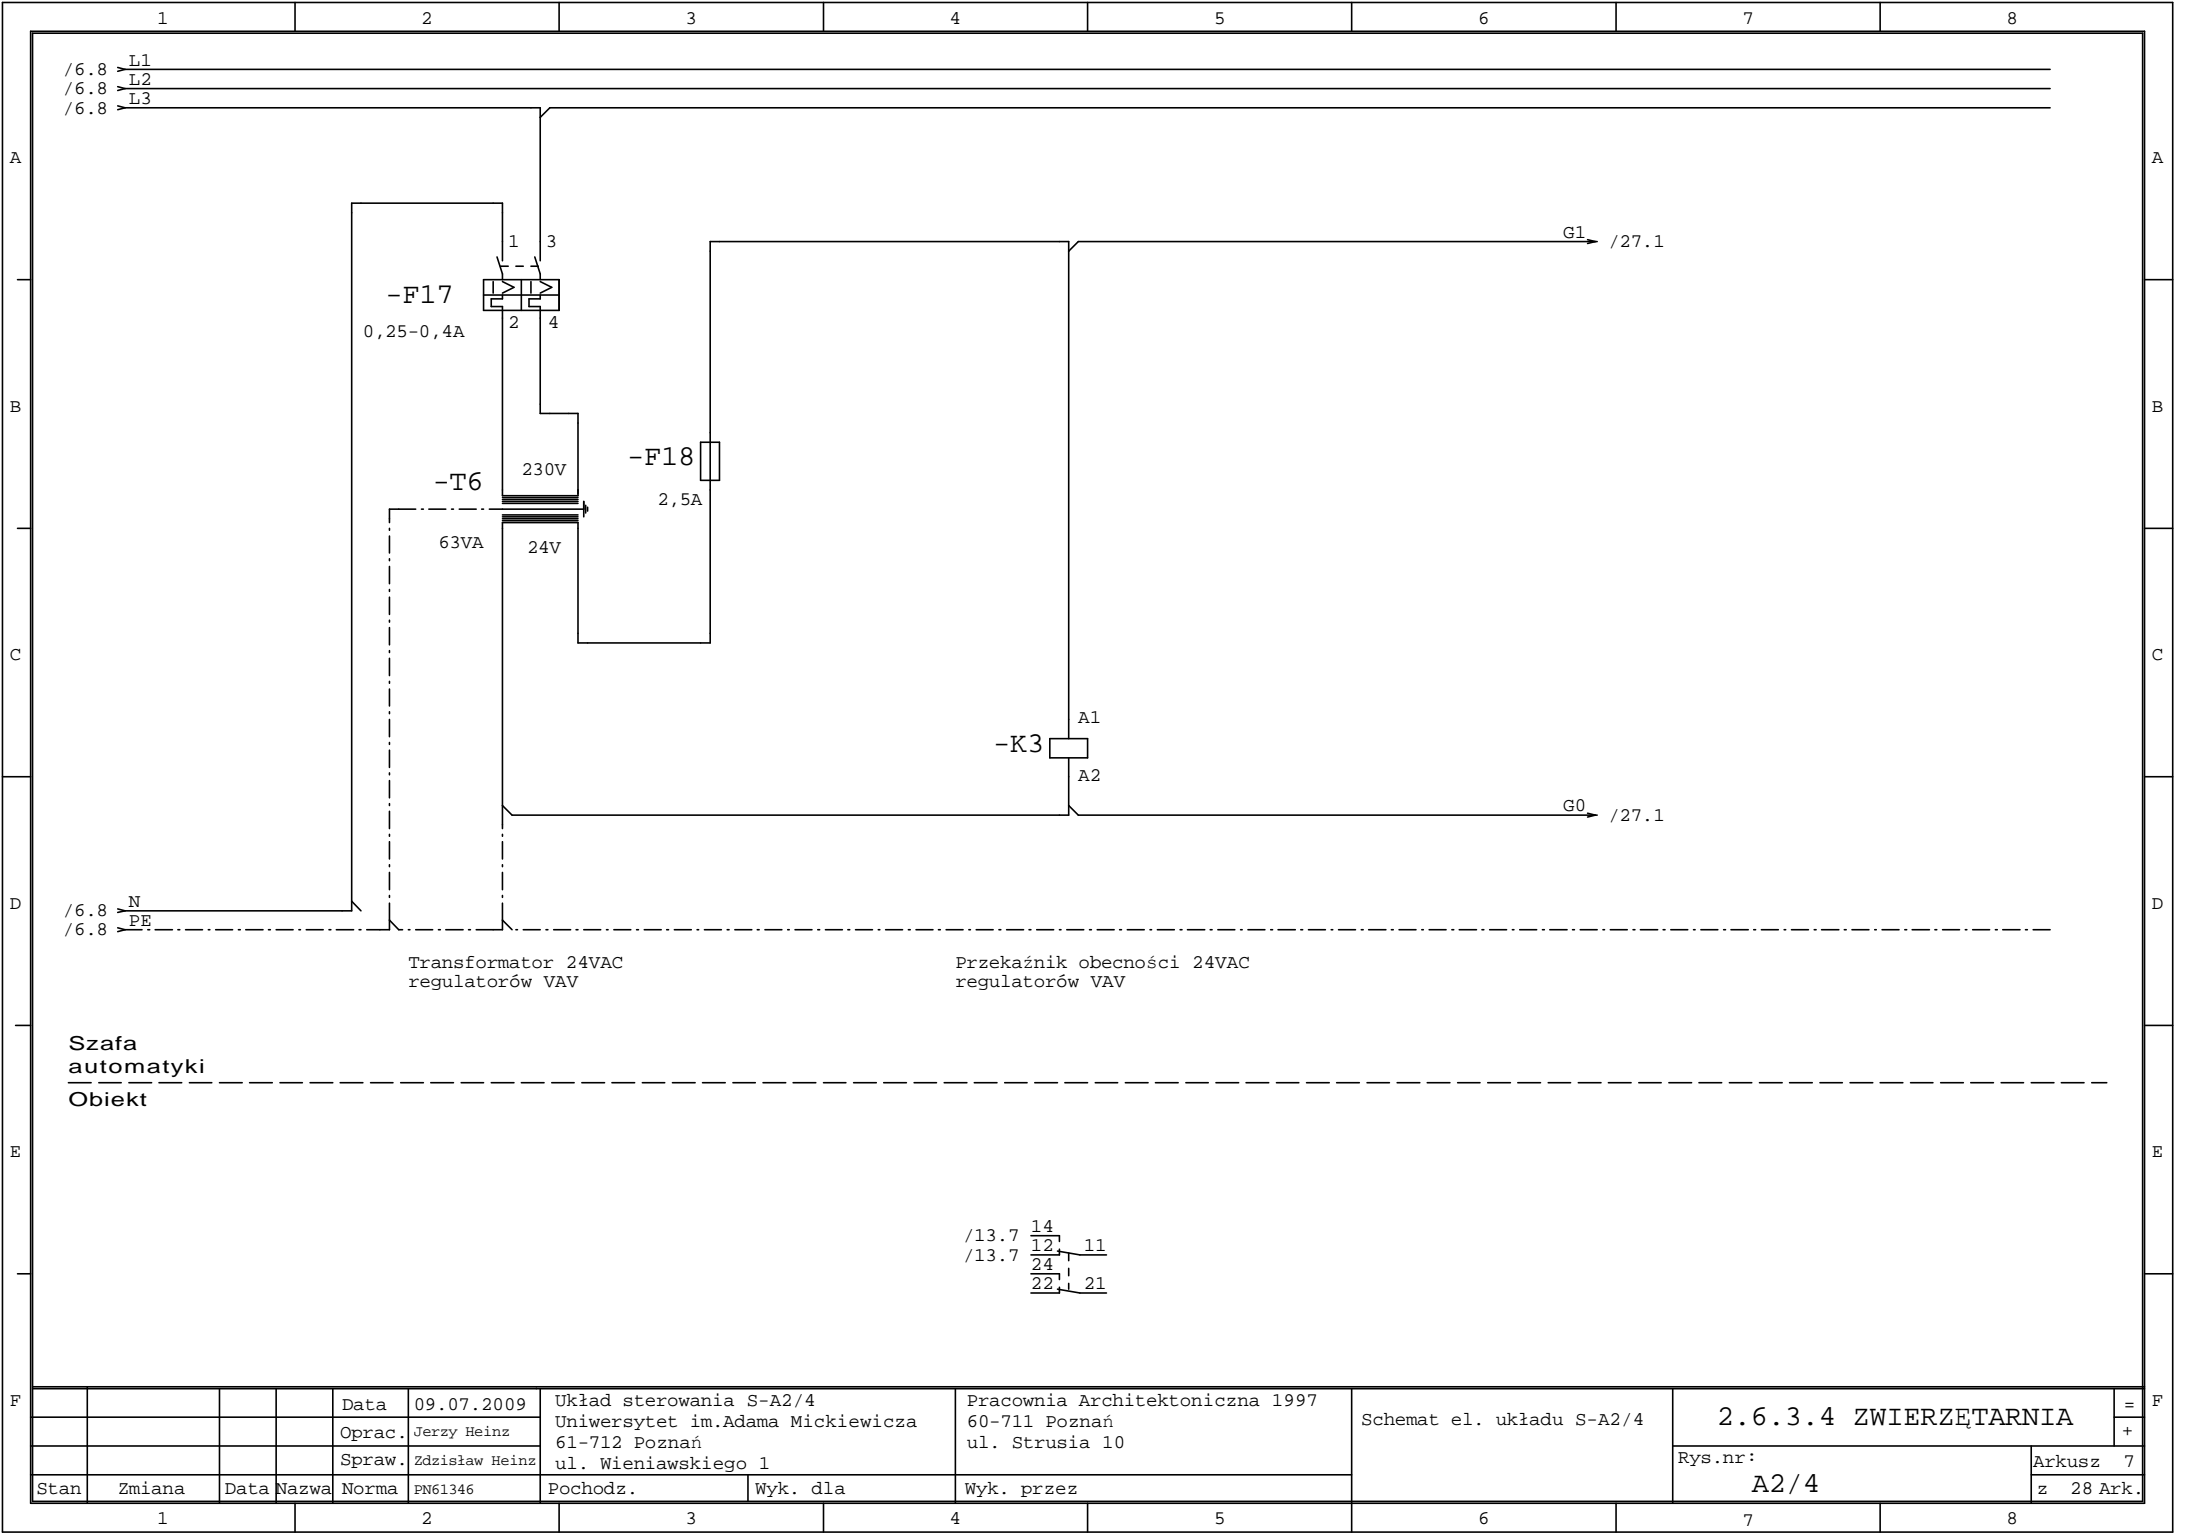 1 2 3 4 5 6 7 8
/6.8 L1
/6.8 L2
/6.8 L3
A A
1 3
G1 /27.1
-F17
2 4
0,25-0,4A
B B
-F18
230V
-T6
2,5A
63VA 24V
C C
A1
-K3
A2
G0 /27.1
D D
/6.8 N
/6.8 PE
Transformator 24VAC
regulatorów VAV
Przekaźnik obecności 24VAC
regulatorów VAV
Szafa
automatyki
Obiekt
E E
/13.7 14
/13.7 12 11
24
22 21
F F
Data 09.07.2009
Oprac. Jerzy Heinz
Spraw. Zdzisław Heinz
Stan Zmiana Data Nazwa Norma PN61346
Układ sterowania S-A2/4
Uniwersytet im.Adama Mickiewicza
61-712 Poznań
ul. Wieniawskiego 1
Pochodz. Wyk. dla
Pracownia Architektoniczna 1997
60-711 Poznań
ul. Strusia 10
Wyk. przez
Schemat el. układu S-A2/4
2.6.3.4 ZWIERZĘTARNIA
=
+
Rys.nr:
A2/4
Arkusz 7
z 28 Ark.
1 2 3 4 5 6 7 8